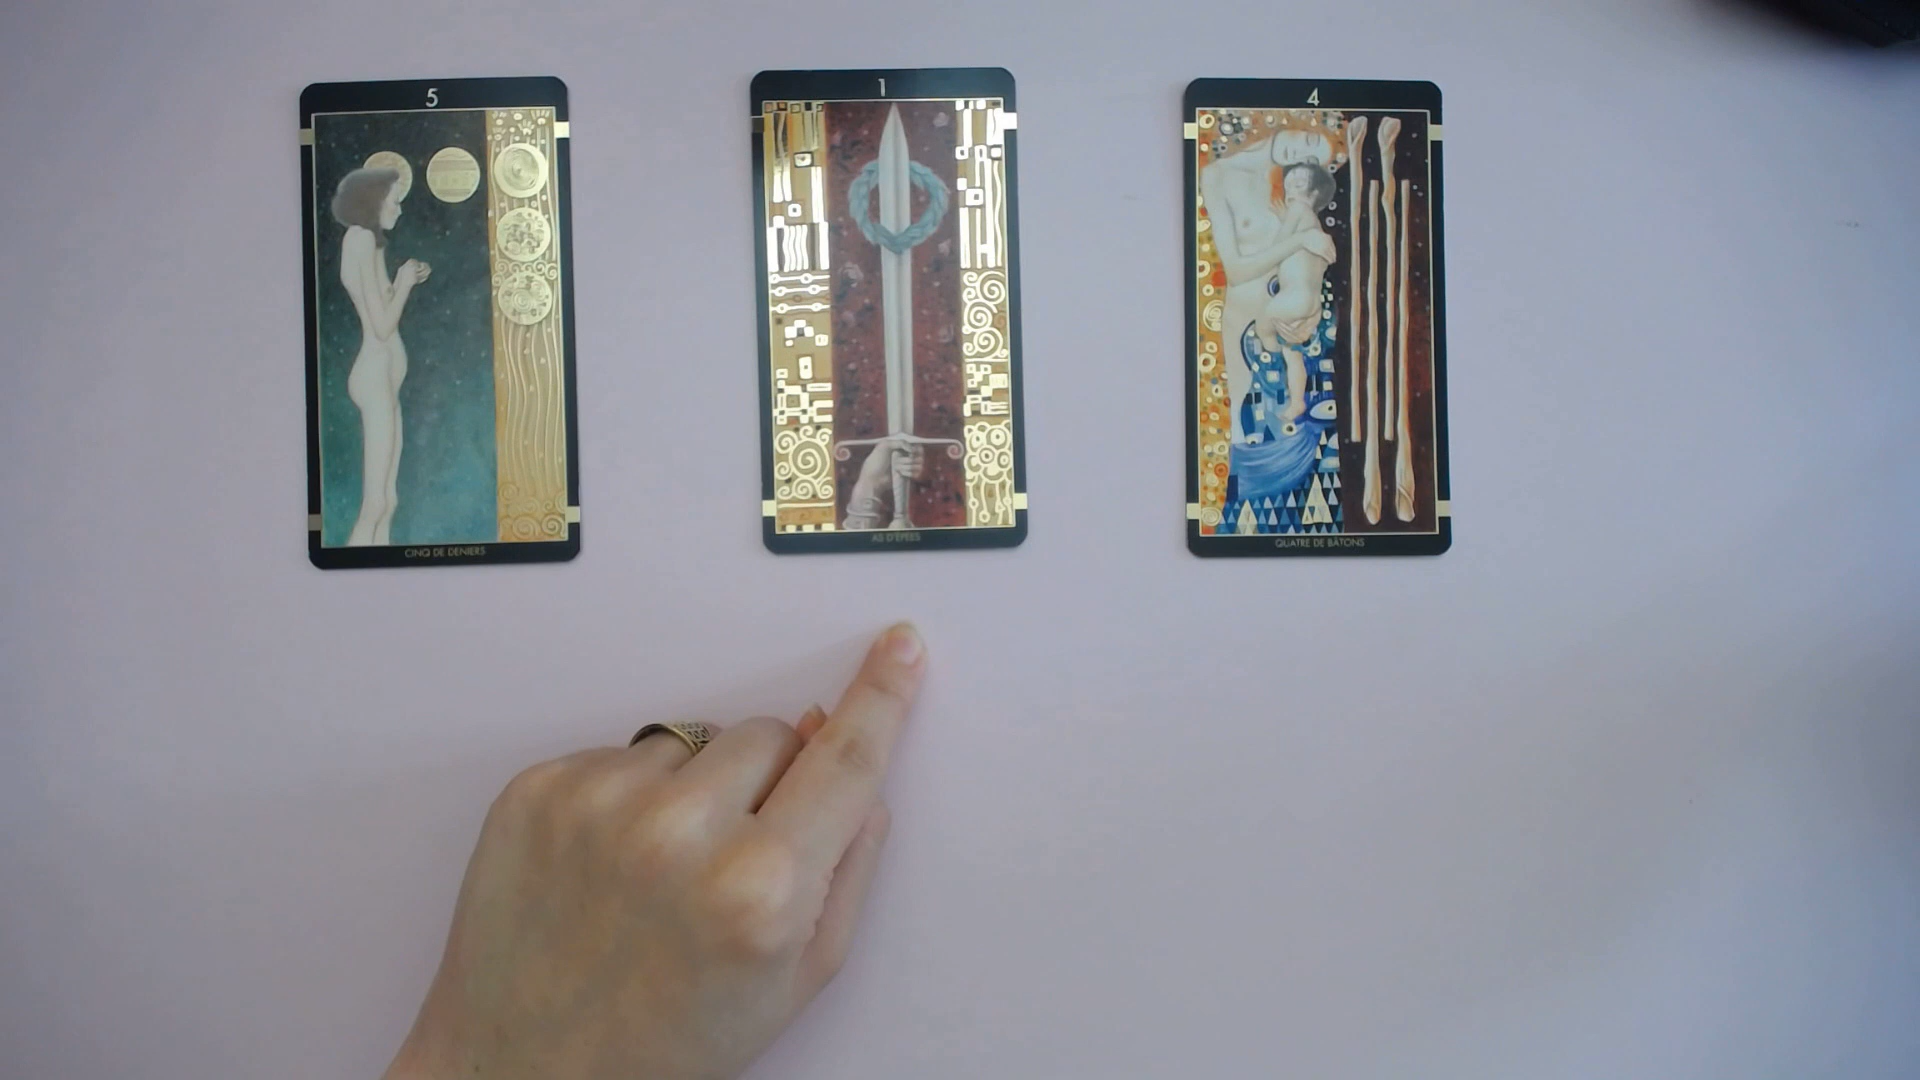 5
CINQ DE DENIERS
1
AS D'ÉPÉES
4
QUATRE DE BÂTONS